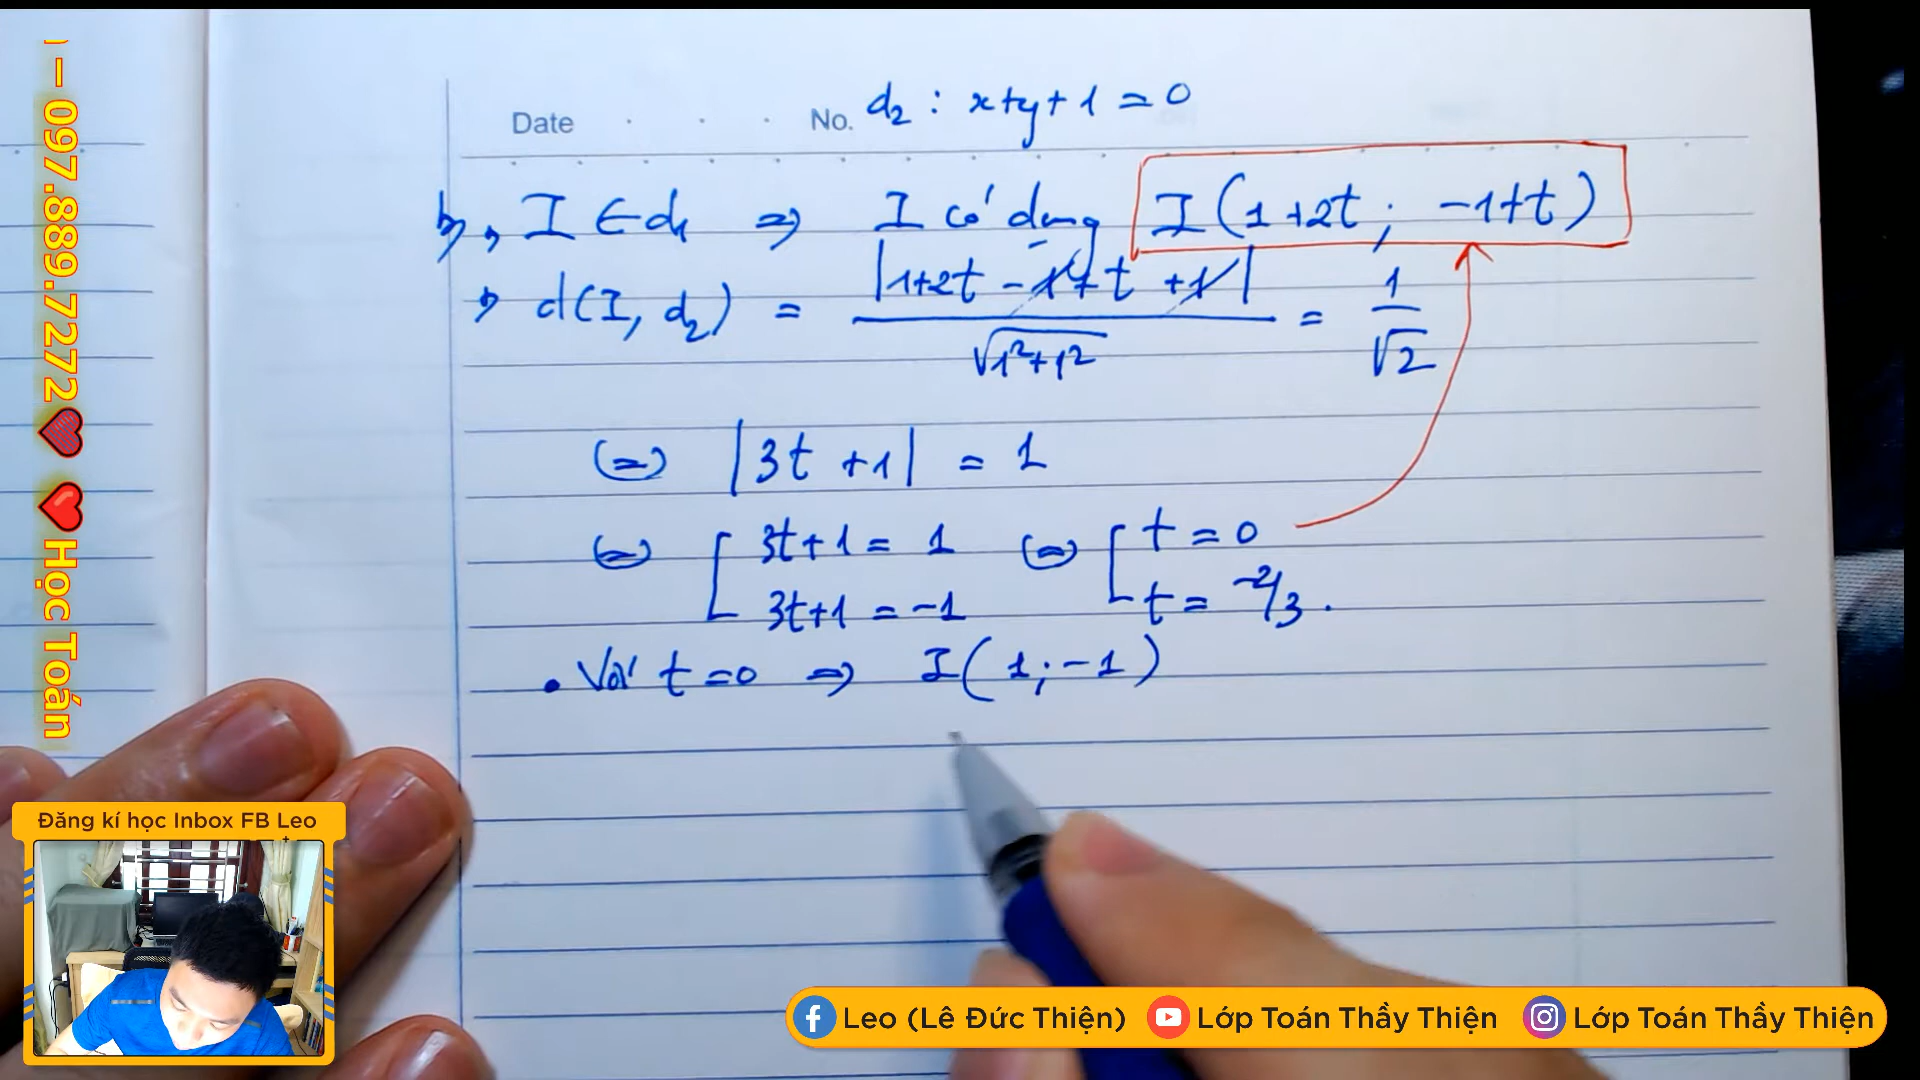 ) – 097.889.7272❤ ❤Học Toán
Date No. d₂ : x+y+1 = 0
b, I ∈ d₁ ⇒ I có dạng I(1+2t; -1+t)
⇒ d(I, d₂) = |1+2t -1+t +1| / √1²+1² = 1/√2
⇔ |3t +1| = 1
⇔ [ 3t+1 = 1 ⇔ [ t = 0
3t+1 = -1 t = -2/3 .
• Với t=0 ⇒ I(1; -1)
Đăng kí học Inbox FB Leo
Leo (Lê Đức Thiện) Lớp Toán Thầy Thiện Lớp Toán Thầy Thiện